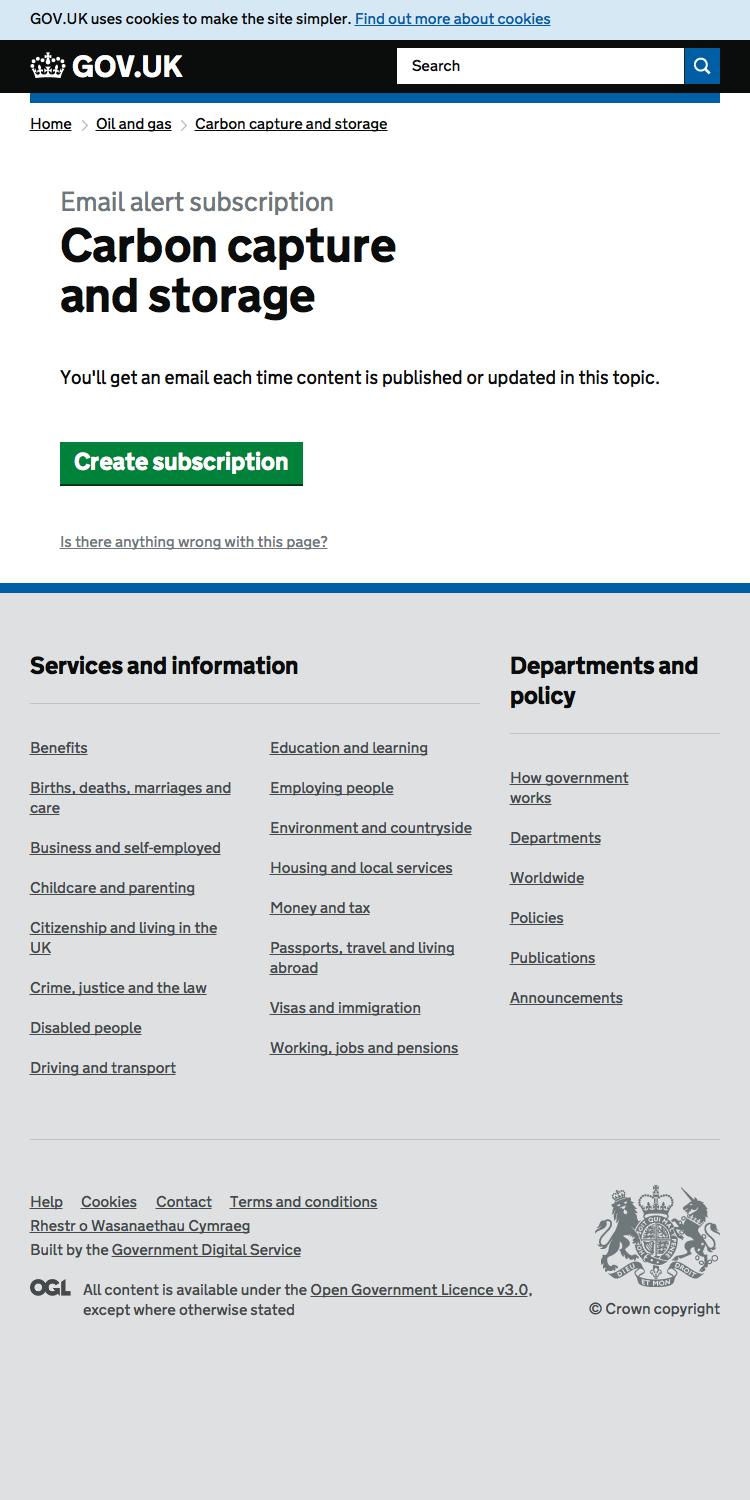 GOV.UK uses cookies to make the site simpler. Find out more about cookies
GOV.UK
Search
Home
Oil and gas
Carbon capture and storage
Email alert subscription
Carbon capture
and storage
You'll get an email each time content is published or updated in this topic.
Create subscription
Is there anything wrong with this page?
Services and information
Benefits
Births, deaths, marriages and
care
Business and self-employed
Childcare and parenting
Citizenship and living in the
UK
Crime, justice and the law
Disabled people
Driving and transport
Education and learning
Employing people
Environment and countryside
Housing and local services
Money and tax
Passports, travel and living
abroad
Visas and immigration
Working, jobs and pensions
Departments and
policy
How government
works
Departments
Worldwide
Policies
Publications
Announcements
Help Cookies Contact Terms and conditions
Rhestr o Wasanaethau Cymraeg
Built by the Government Digital Service
OGL
All content is available under the Open Government Licence v3.0,
except where otherwise stated
DIEU ET MON DROIT
© Crown copyright